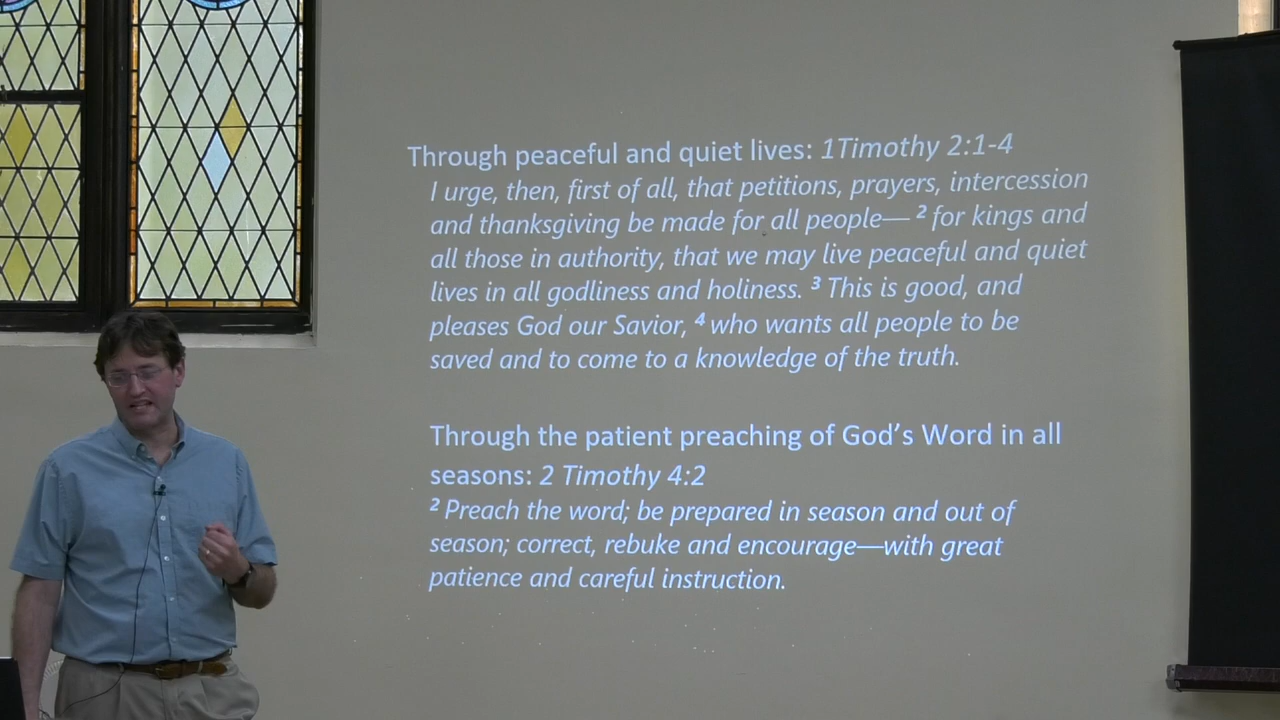 Through peaceful and quiet lives: 1Timothy 2:1-4
I urge, then, first of all, that petitions, prayers, intercession
and thanksgiving be made for all people— ² for kings and
all those in authority, that we may live peaceful and quiet
lives in all godliness and holiness. ³ This is good, and
pleases God our Savior, ⁴ who wants all people to be
saved and to come to a knowledge of the truth.
Through the patient preaching of God’s Word in all
seasons: 2 Timothy 4:2
² Preach the word; be prepared in season and out of
season; correct, rebuke and encourage—with great
patience and careful instruction.